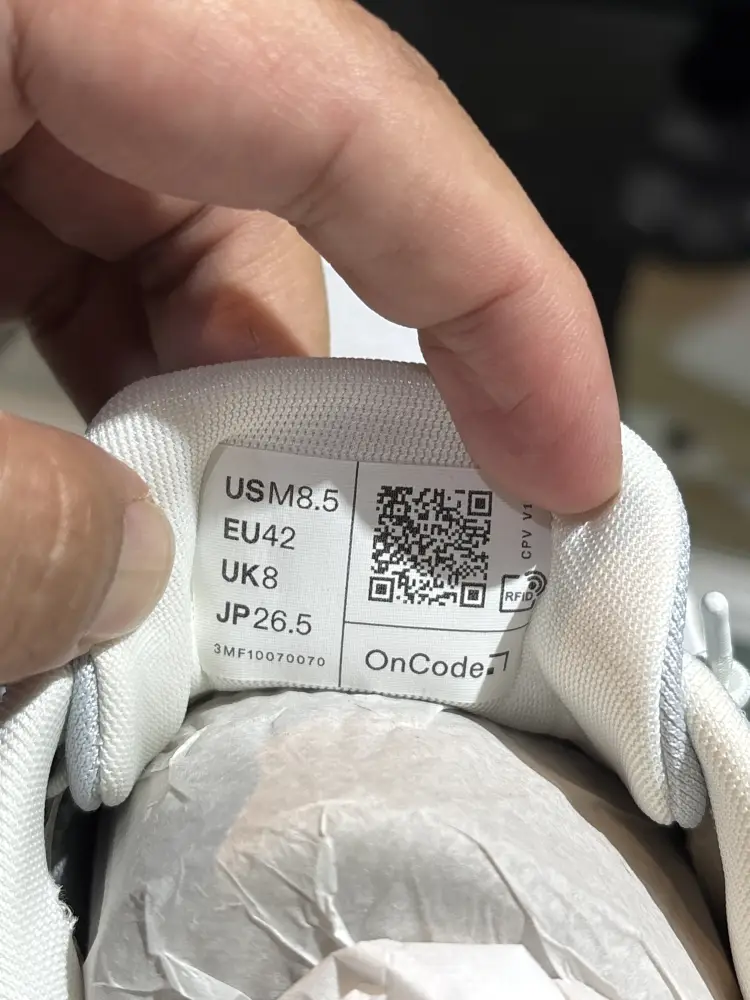 USM8.5
EU42
UK8
JP26.5
3MF10070070
CPV V1
RFID
OnCode